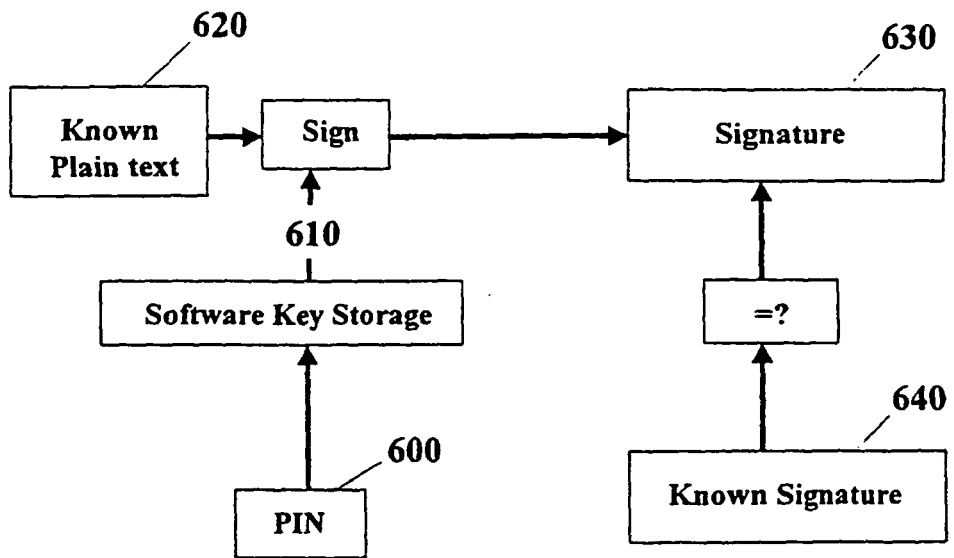 620
630
Known
Plain text
Sign
Signature
610
Software Key Storage
=?
640
600
PIN
Known Signature